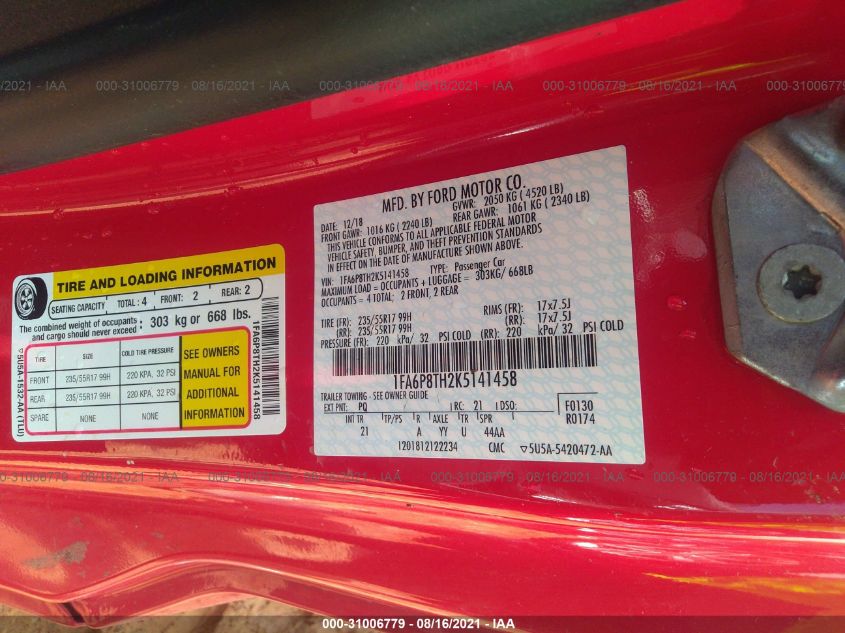 000-31006779 - 08/16/2021 - IAA
MFD. BY FORD MOTOR CO.
DATE: 12/18 GVWR: 2050 KG ( 4520 LB)
FRONT GAWR: 1016 KG ( 2240 LB) REAR GAWR: 1061 KG ( 2340 LB)
THIS VEHICLE CONFORMS TO ALL APPLICABLE FEDERAL MOTOR
VEHICLE SAFETY, BUMPER, AND THEFT PREVENTION STANDARDS
IN EFFECT ON THE DATE OF MANUFACTURE SHOWN ABOVE.
VIN: 1FA6P8TH2K5141458 TYPE: Passenger Car
MAXIMUM LOAD = OCCUPANTS + LUGGAGE = 303KG/ 668LB
OCCUPANTS = 4 TOTAL: 2 FRONT, 2 REAR
TIRE (FR): 235/55R17 99H RIMS (FR): 17x7.5J
(RR): 235/55R17 99H (RR): 17x7.5J
PRESSURE (FR): 220 kPa/ 32 PSI COLD (RR): 220 kPa/ 32 PSI COLD
1FA6P8TH2K5141458
TRAILER TOWING - SEE OWNER GUIDE
EXT PNT: PQ RC: 21 DSO: F0130
R0174
INT TR TP/PS R AXLE TR SPR
21 A YY U 44AA
1201812122234 CMC ▽5U5A-5420472-AA
TIRE AND LOADING INFORMATION
SEATING CAPACITY TOTAL : 4 FRONT: 2 REAR: 2
The combined weight of occupants
and cargo should never exceed : 303 kg or 668 lbs.
TIRE SIZE COLD TIRE PRESSURE
FRONT 235/55R17 99H 220 KPA, 32 PSI
REAR 235/55R17 99H 220 KPA, 32 PSI
SPARE NONE NONE
SEE OWNERS
MANUAL FOR
ADDITIONAL
INFORMATION
▽5U5A-1532-AA (TLU)
1FA6P8TH2K5141458
000-31006779 - 08/16/2021 - IAA